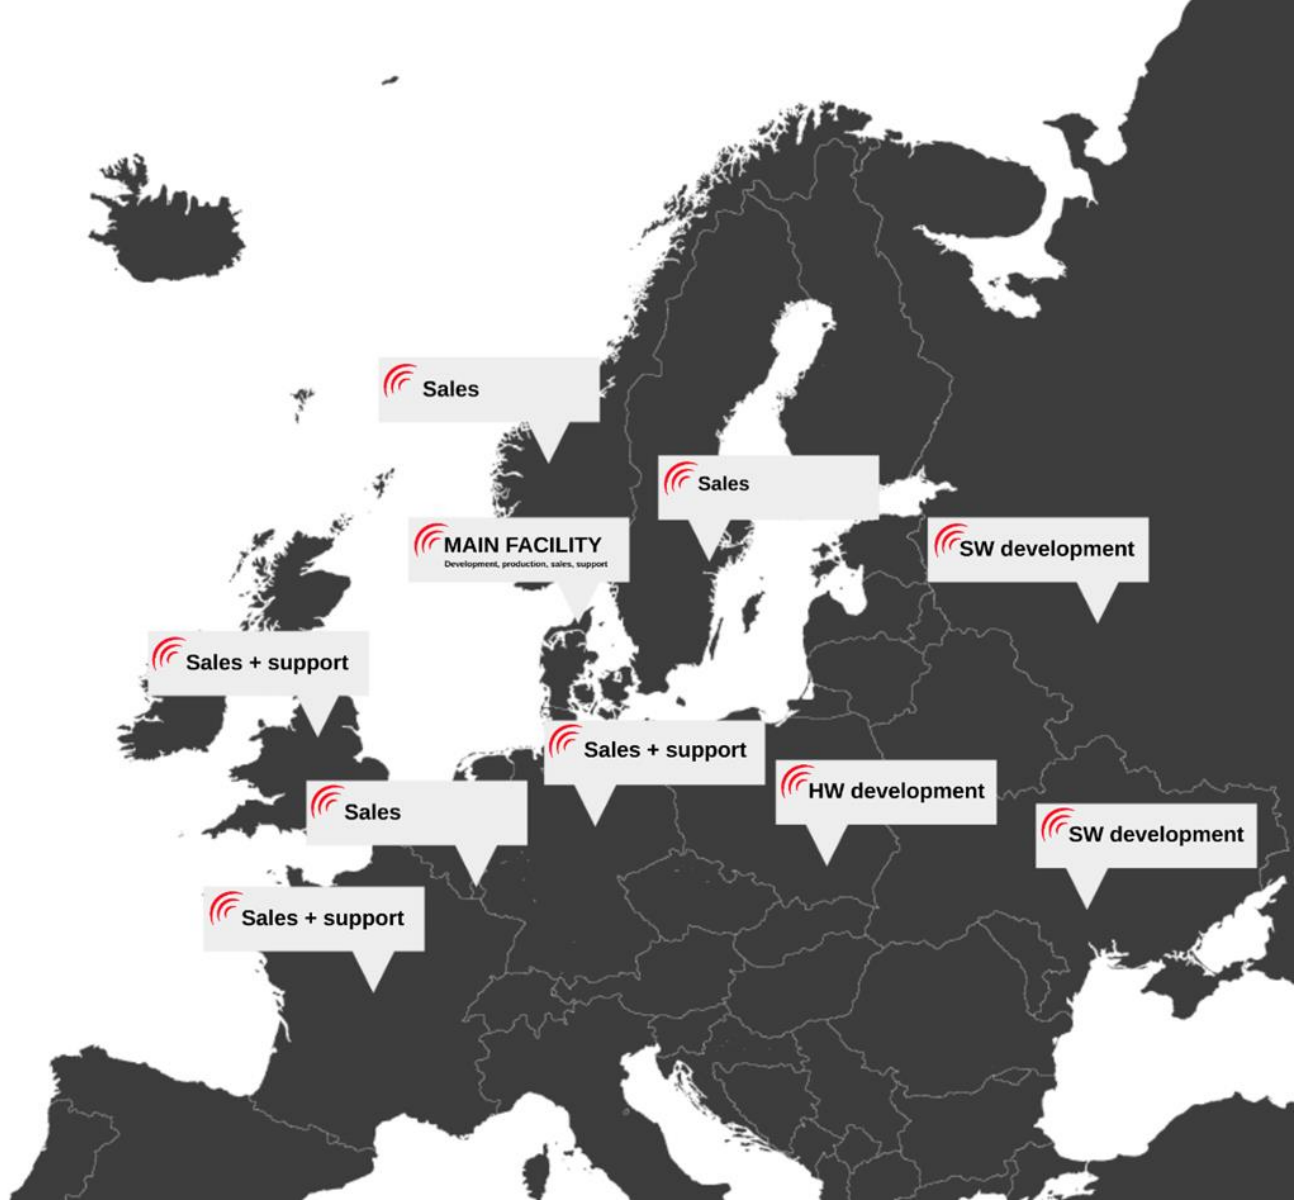 Sales
Sales
MAIN FACILITY
Development, production, sales, support
SW development
Sales + support
Sales + support
HW development
Sales
SW development
Sales + support